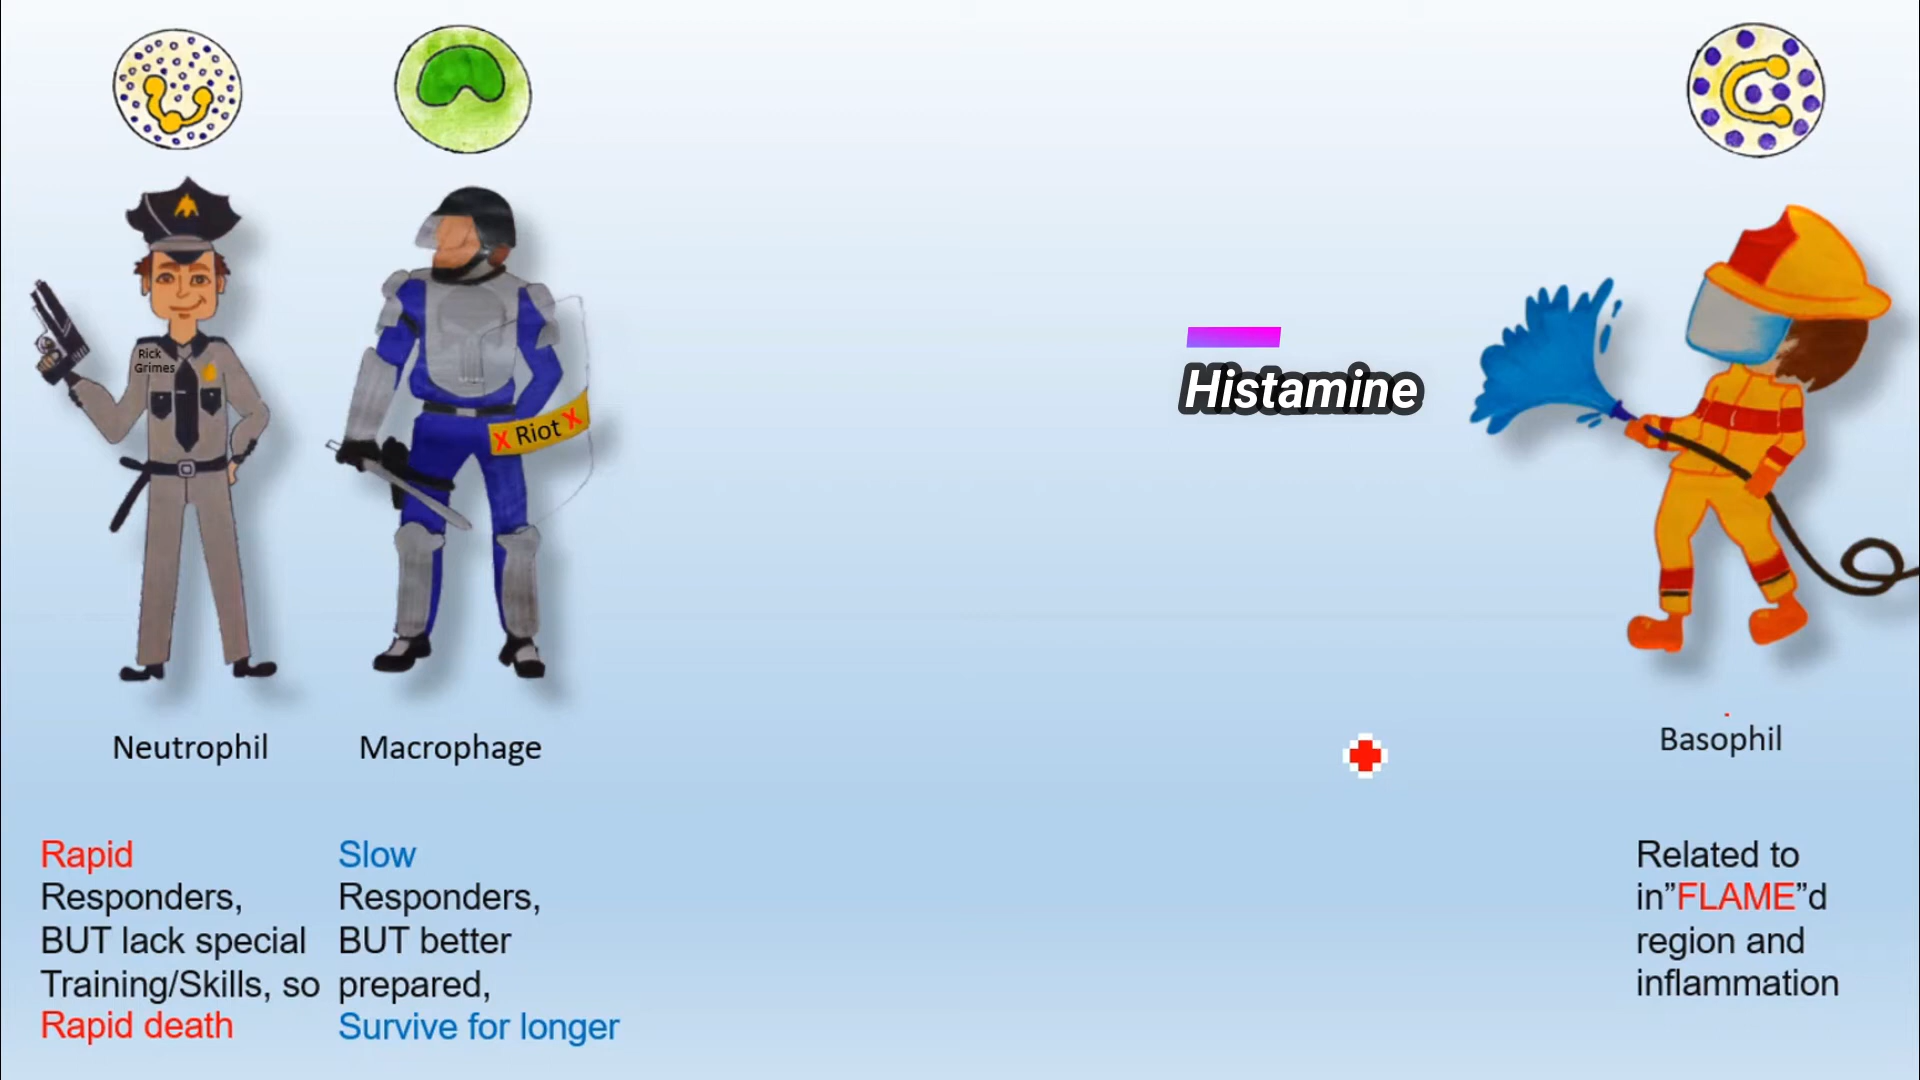 Rick
Grimes
X Riot X
Histamine
Neutrophil
Macrophage
Basophil
Rapid
Responders,
BUT lack special
Training/Skills, so
Rapid death
Slow
Responders,
BUT better
prepared,
Survive for longer
Related to
in”FLAME”d
region and
inflammation